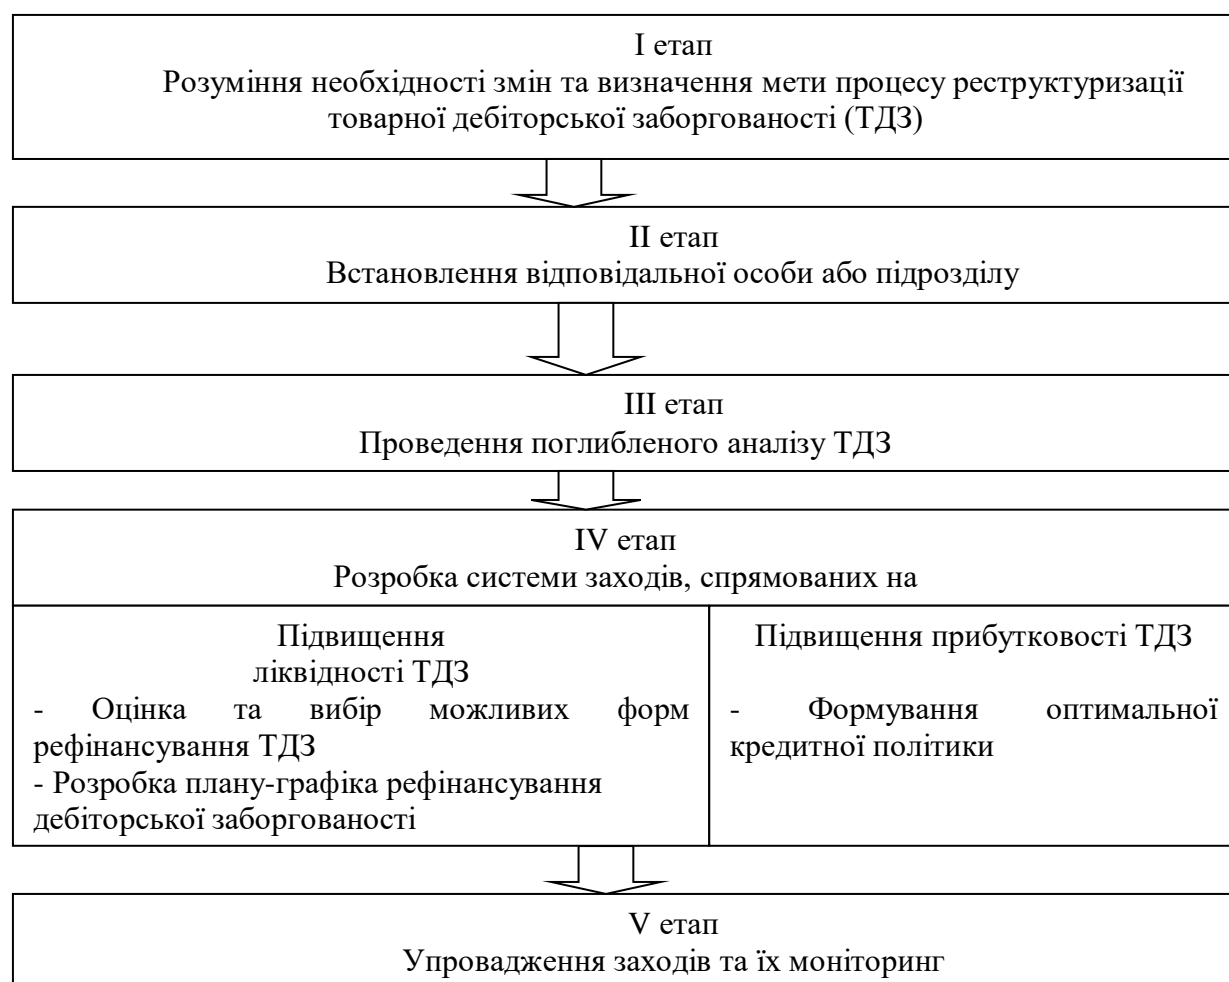 І етап
Розуміння необхідності змін та визначення мети процесу реструктуризації
товарної дебіторської заборгованості (ТДЗ)
ІІ етап
Встановлення відповідальної особи або підрозділу
ІІІ етап
Проведення поглибленого аналізу ТДЗ
IV етап
Розробка системи заходів, спрямованих на
Підвищення
ліквідності ТДЗ
- Оцінка та вибір можливих форм
рефінансування ТДЗ
- Розробка плану-графіка рефінансування
дебіторської заборгованості
Підвищення прибутковості ТДЗ
- Формування оптимальної
кредитної політики
V етап
Упровадження заходів та їх моніторинг